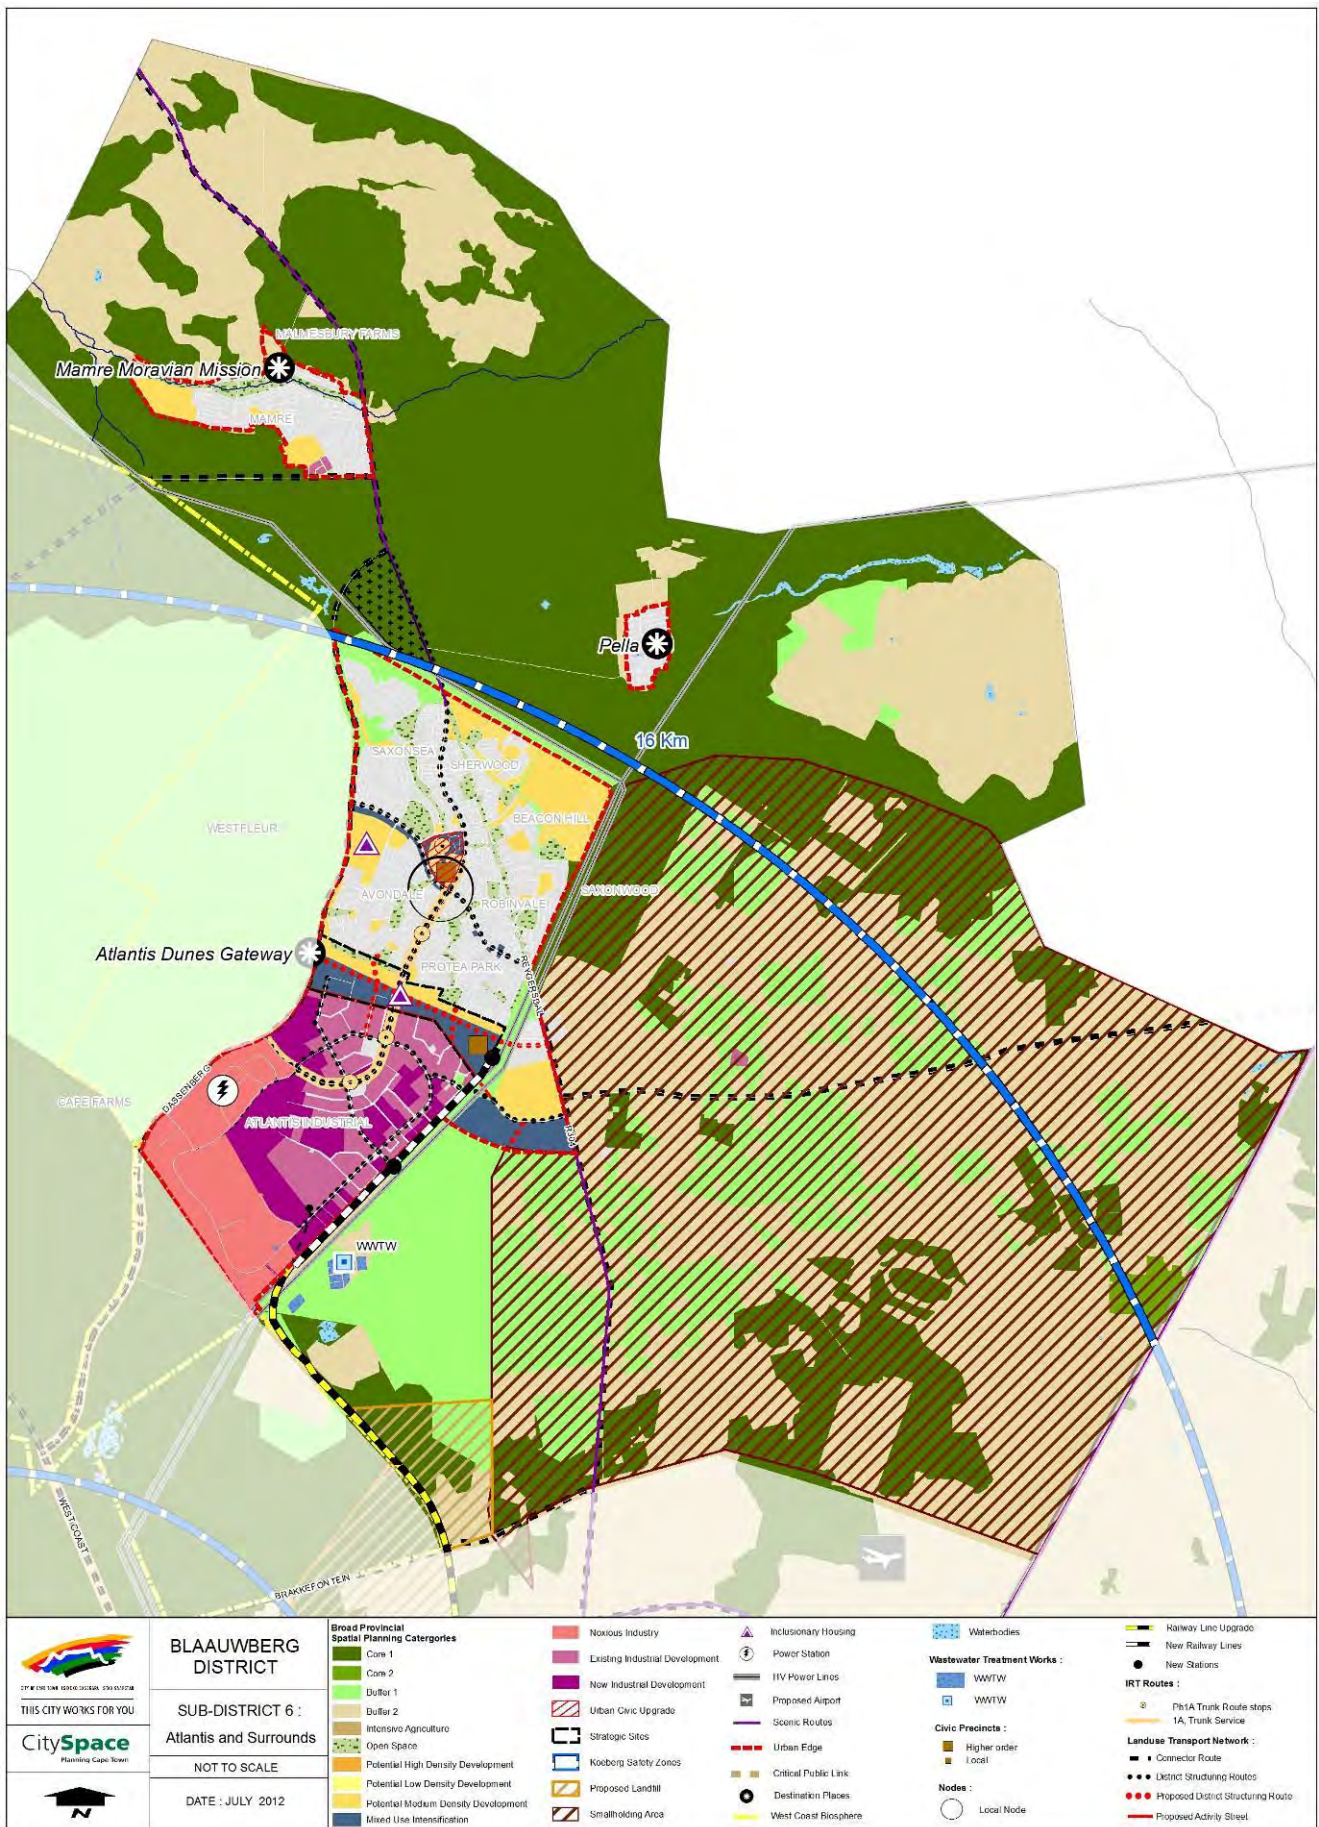 MALMESBURY FARMS
Mamre Moravian Mission
MAMRE
Pella
16 Km
SAXONSEA
SHERWOOD
BEACON HILL
WESTFLEUR
AVONDALE
SAXONWOOD
ROBINVALE
Atlantis Dunes Gateway
PROTEA PARK
REYGERSDAL
DASSENBERG
CAPE FARMS
ATLANTIS INDUSTRIAL
R304
WWTW
WEST COAST
BRAKKEFONTEIN
THIS CITY WORKS FOR YOU
CitySpace
Planning Cape Town
N
BLAAUWBERG
DISTRICT
SUB-DISTRICT 6 :
Atlantis and Surrounds
NOT TO SCALE
DATE : JULY 2012
Broad Provincial
Spatial Planning Catergories
Core 1
Core 2
Buffer 1
Buffer 2
Intensive Agriculture
Open Space
Potential High Density Development
Potential Low Density Development
Potential Medium Density Development
Mixed Use Intensification
Noxious Industry
Existing Industrial Development
New Industrial Development
Urban Civic Upgrade
Strategic Sites
Koeberg Safety Zones
Proposed Landfill
Smallholding Area
Inclusionary Housing
Power Station
HV Power Lines
Proposed Airport
Scenic Routes
Urban Edge
Critical Public Link
Destination Places
West Coast Biosphere
Waterbodies
Wastewater Treatment Works :
WWTW
WWTW
Civic Precincts :
Higher order
Local
Nodes :
Local Node
Railway Line Upgrade
New Railway Lines
New Stations
IRT Routes :
Ph1A Trunk Route stops
1A, Trunk Service
Landuse Transport Network :
Connector Route
District Structuring Routes
Proposed District Structuring Route
Proposed Activity Street